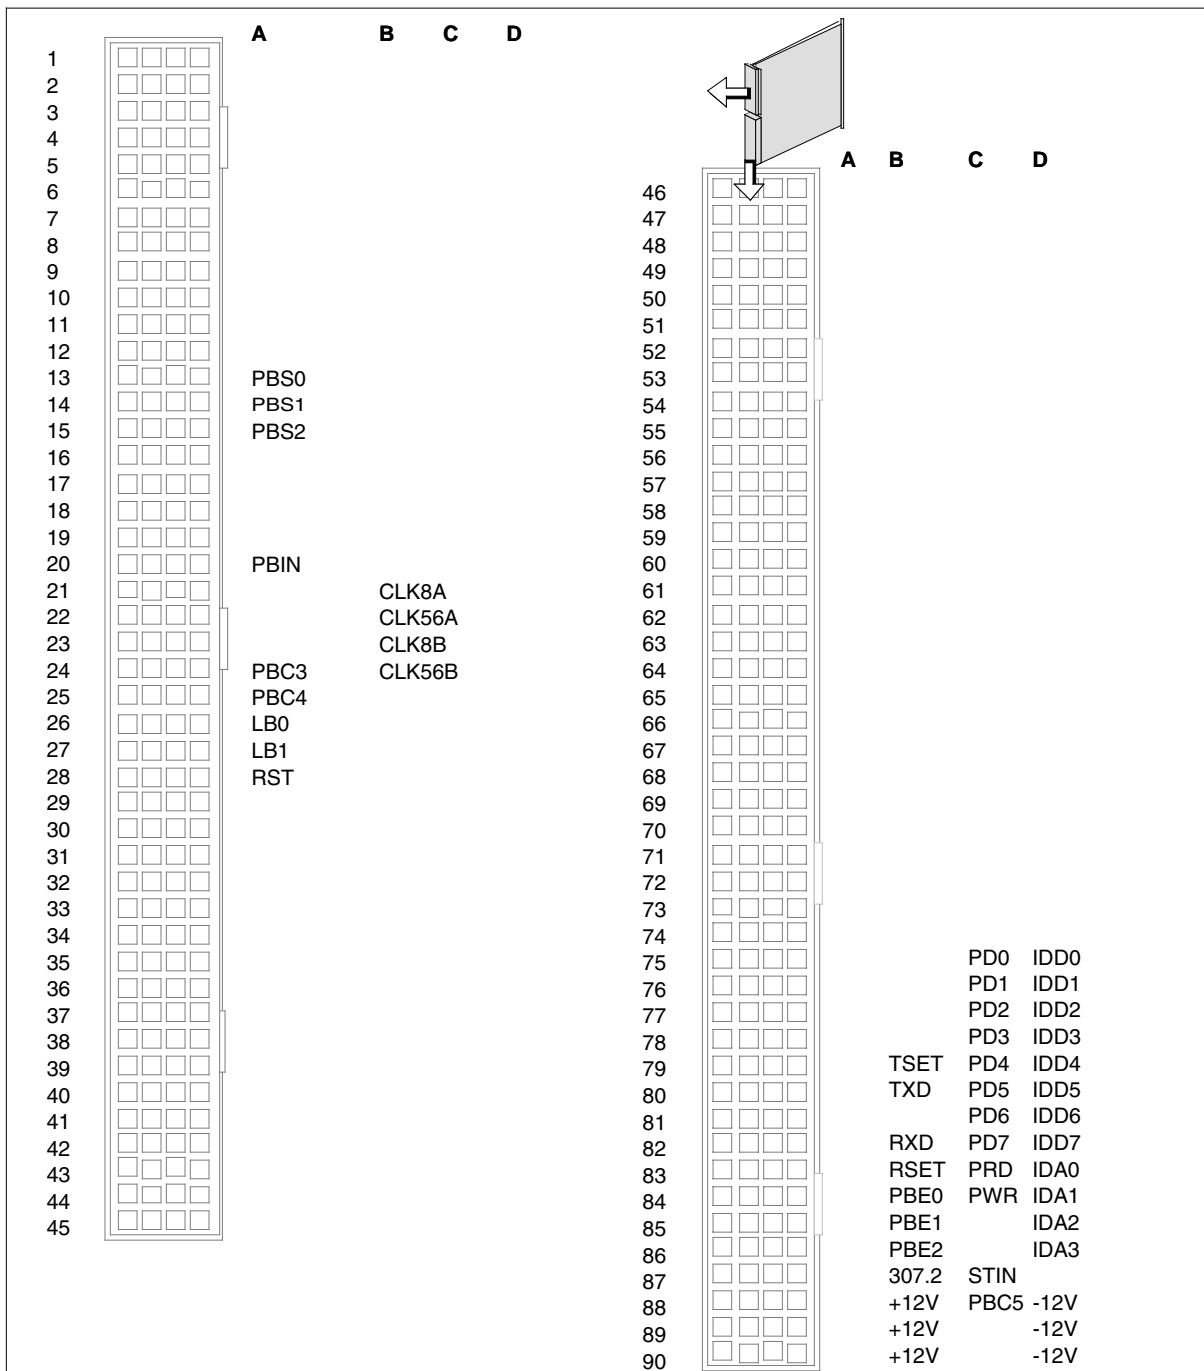 A B C D
1
2
3
4
5
6
7
8
9
10
11
12
13 PBS0
14 PBS1
15 PBS2
16
17
18
19
20 PBIN
21 CLK8A
22 CLK56A
23 CLK8B
24 PBC3 CLK56B
25 PBC4
26 LB0
27 LB1
28 RST
29
30
31
32
33
34
35
36
37
38
39
40
41
42
43
44
45
A B C D
46
47
48
49
50
51
52
53
54
55
56
57
58
59
60
61
62
63
64
65
66
67
68
69
70
71
72
73
74
75 PD0 IDD0
76 PD1 IDD1
77 PD2 IDD2
78 PD3 IDD3
79 TSET PD4 IDD4
80 TXD PD5 IDD5
81 PD6 IDD6
82 RXD PD7 IDD7
83 RSET PRD IDA0
84 PBE0 PWR IDA1
85 PBE1 IDA2
86 PBE2 IDA3
87 307.2 STIN
88 +12V PBC5 -12V
89 +12V -12V
90 +12V -12V